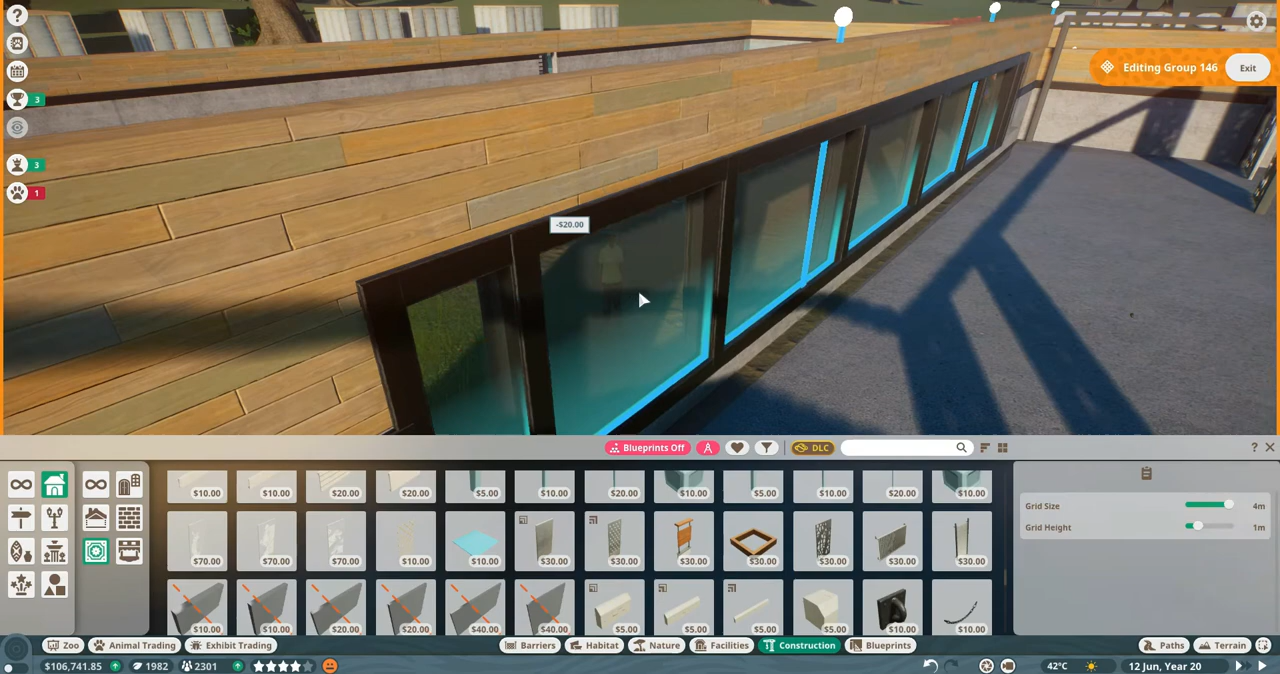 ?
Editing Group 146
Exit
3
3
1
-$20.00
Blueprints Off
DLC
?
$10.00 $10.00 $20.00 $20.00 $5.00 $10.00 $20.00 $10.00 $5.00 $10.00 $20.00 $10.00
Grid Size 4m
Grid Height 1m
$70.00 $70.00 $70.00 $10.00 $10.00 $30.00 $30.00 $30.00 $30.00 $30.00 $30.00 $30.00
$10.00 $10.00 $20.00 $20.00 $40.00 $40.00 $5.00 $5.00 $5.00 $5.00 $10.00 $10.00
Zoo Animal Trading Exhibit Trading Barriers Habitat Nature Facilities Construction Blueprints Paths Terrain
$106,741.85 1982 2301 42°C 12 Jun, Year 20